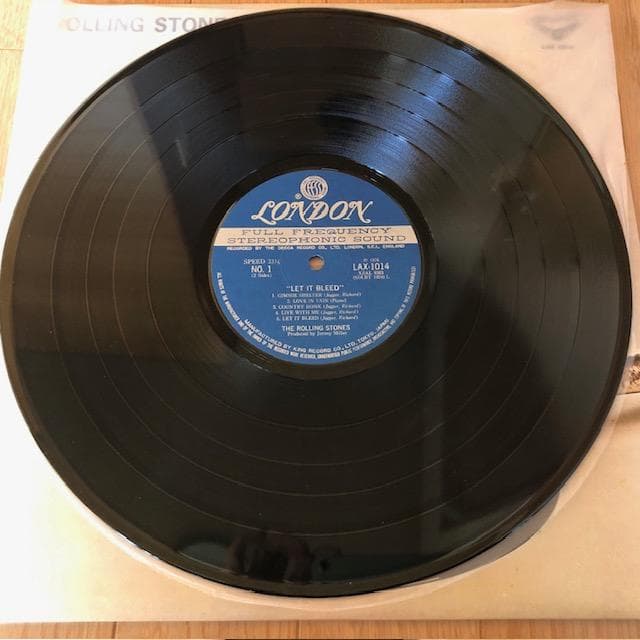 OLLING STONE
LONDON
®
FULL FREQUENCY
STEREOPHONIC SOUND
RECORDED BY THE DECCA RECORD CO., LTD., LONDON, S.E.I., ENGLAND
SPEED 33⅓
NO. 1
(2 Sides)
LAX-1014
"LET IT BLEED"
1. GIMMIE SHELTER (Jagger, Richard)
2. LOVE IN VAIN (Payne)
3. COUNTRY HONK (Jagger, Richard)
4. LIVE WITH ME (Jagger, Richard)
5. LET IT BLEED (Jagger, Richard)
THE ROLLING STONES
Produced by Jimmy Miller
MANUFACTURED BY KING RECORD CO., LTD., TOKYO, JAPAN